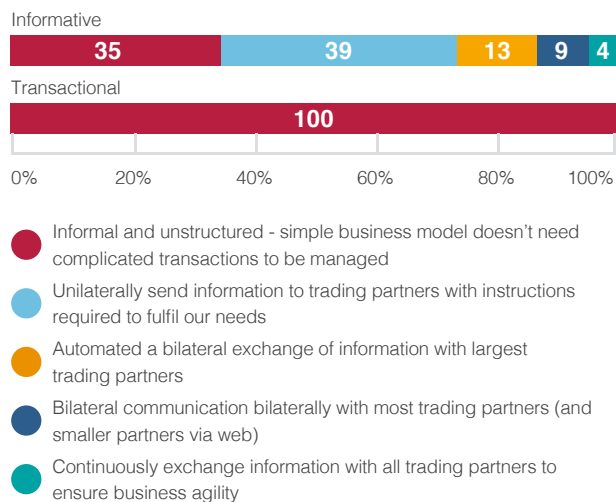 Informative
35 39 13 9 4
Transactional
100
0% 20% 40% 60% 80% 100%
Informal and unstructured - simple business model doesn’t need
complicated transactions to be managed
Unilaterally send information to trading partners with instructions
required to fulfil our needs
Automated a bilateral exchange of information with largest
trading partners
Bilateral communication bilaterally with most trading partners (and
smaller partners via web)
Continuously exchange information with all trading partners to
ensure business agility